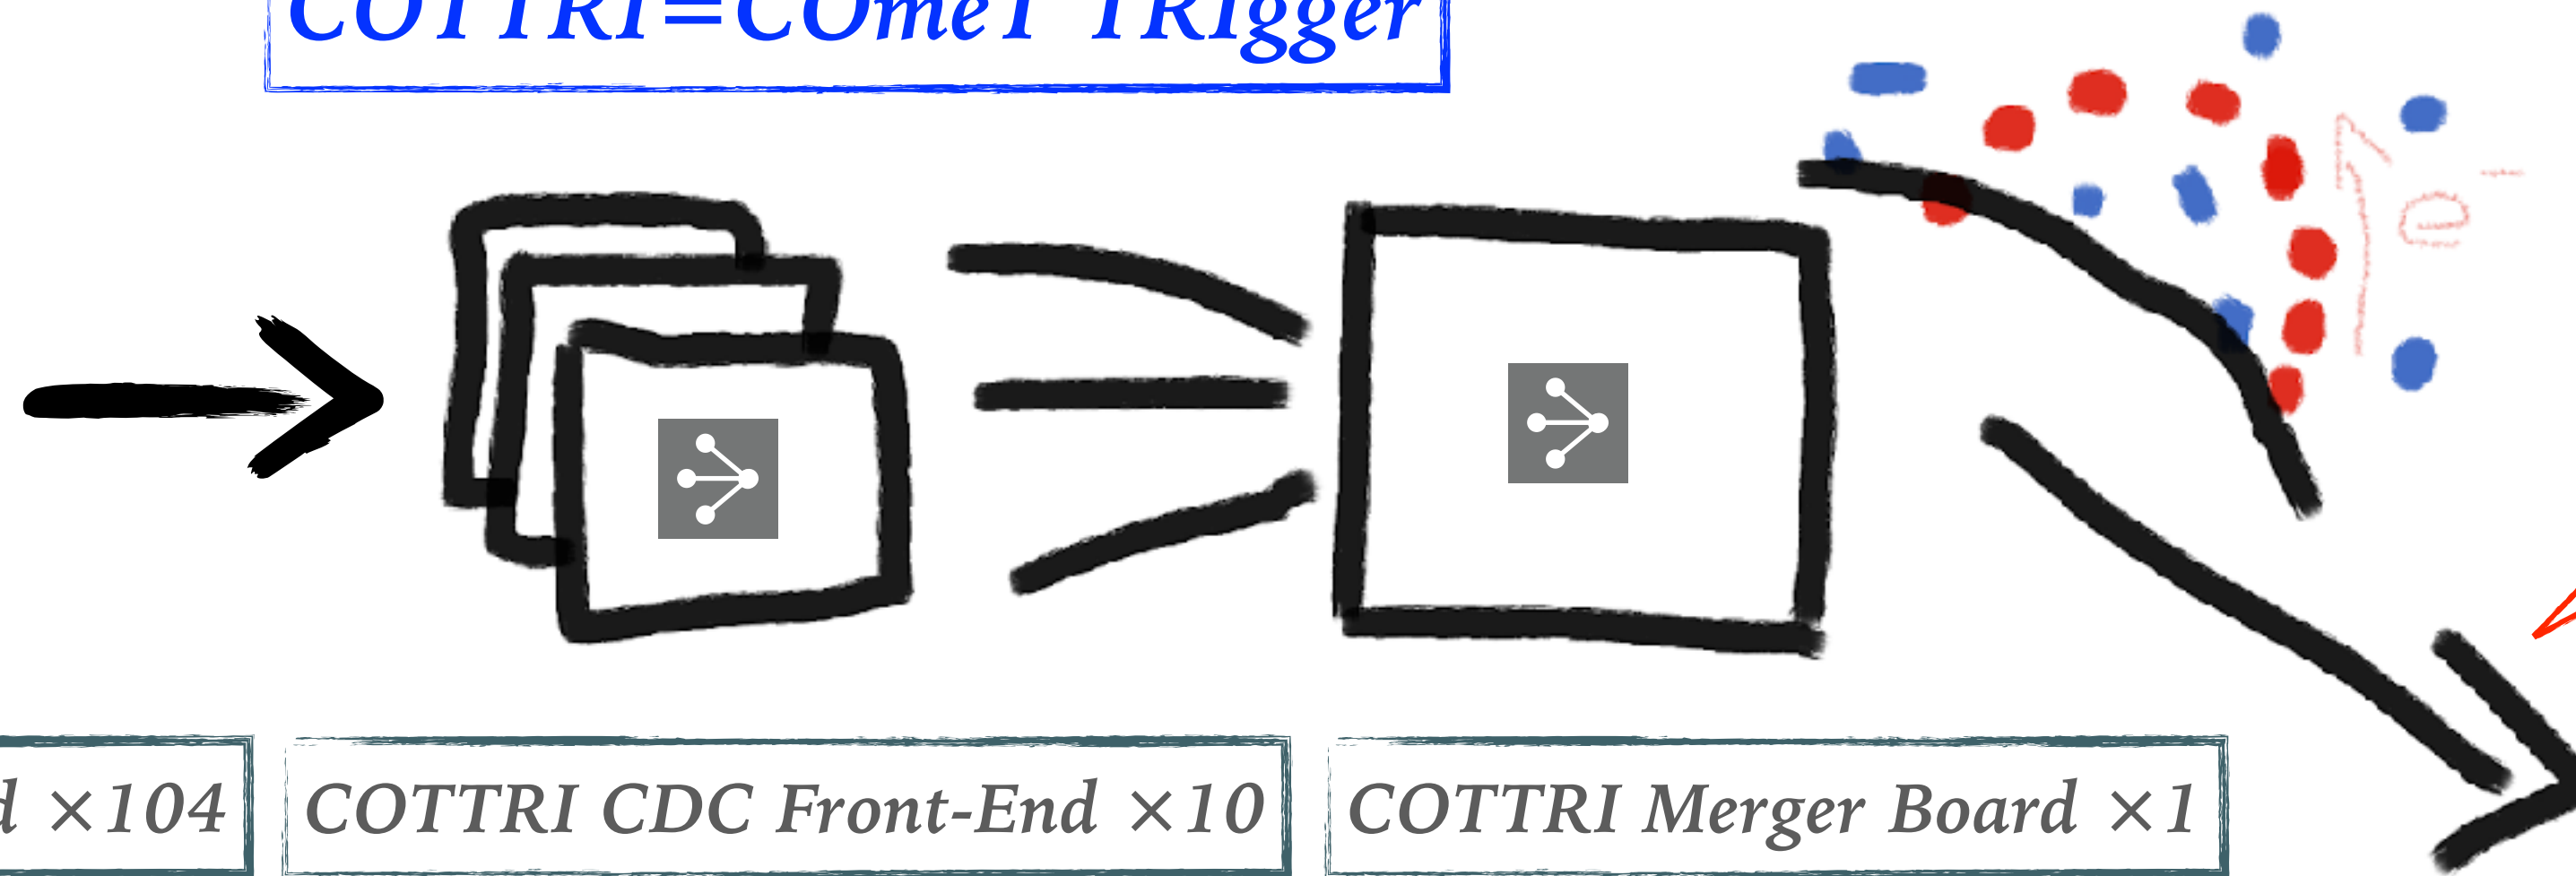 COTTRI=COmeT TRIgger
e-
d ×104
COTTRI CDC Front-End ×10
COTTRI Merger Board ×1